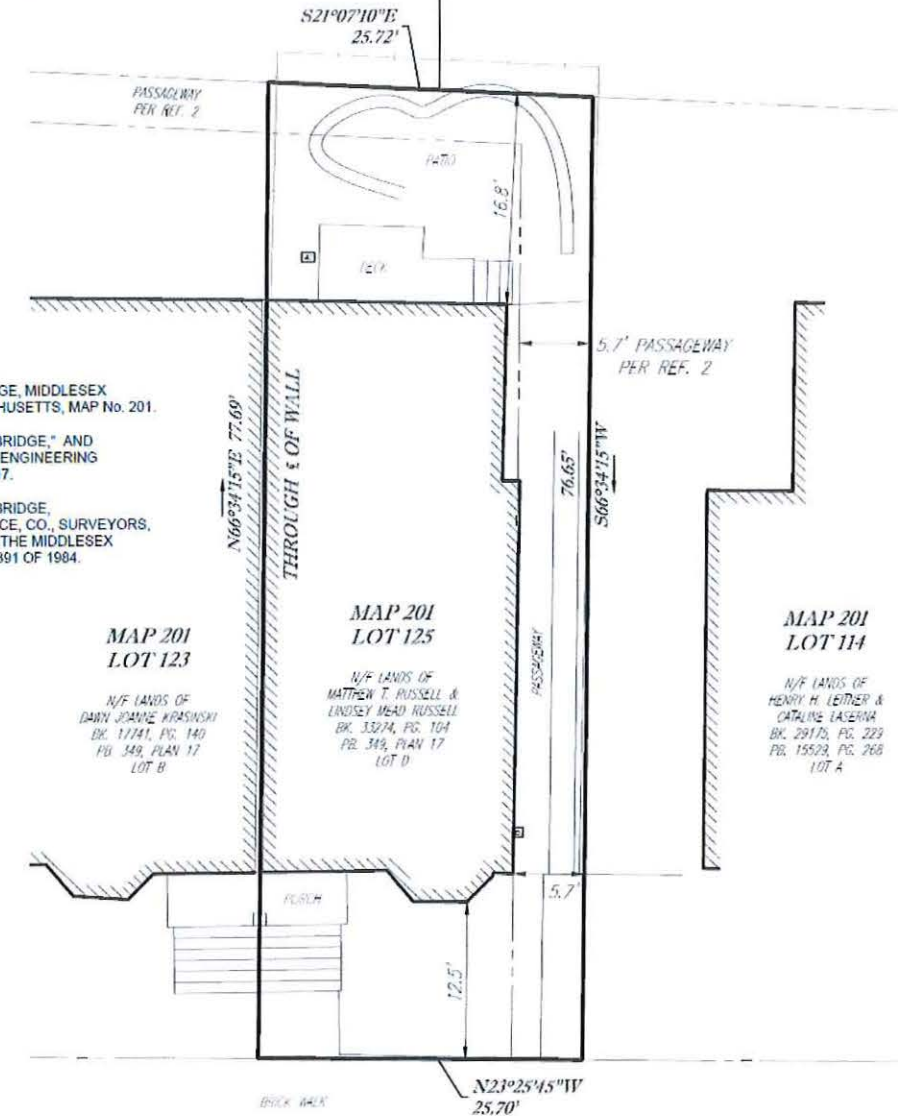 S21°07'10"E
25.72'
PASSAGEWAY
PER REF. 2
PATIO
16.8'
DECK
5.7' PASSAGEWAY
PER REF. 2
GE, MIDDLESEX
HUSETTS, MAP No. 201.
BRIDGE," AND
ENGINEERING
7.
BRIDGE,
CE, CO., SURVEYORS,
THE MIDDLESEX
891 OF 1984.
N66°34'15"E 77.69'
THROUGH ℄ OF WALL
76.65'
S66°34'15"W
PASSAGEWAY
MAP 201
LOT 123
N/F LANDS OF
DAWN JOANNE KRASINSKI
BK. 17741, PG. 140
PB. 349, PLAN 17
LOT B
MAP 201
LOT 125
N/F LANDS OF
MATTHEW T. RUSSELL &
LINDSEY MEAD RUSSELL
BK. 33274, PG. 104
PB. 349, PLAN 17
LOT D
MAP 201
LOT 114
N/F LANDS OF
HENRY H. LEITNER &
CATALINE LASERNA
BK. 29175, PG. 229
PB. 15529, PG. 268
LOT A
PORCH
5.7'
12.5'
N23°25'45"W
25.70'
BRICK WALK